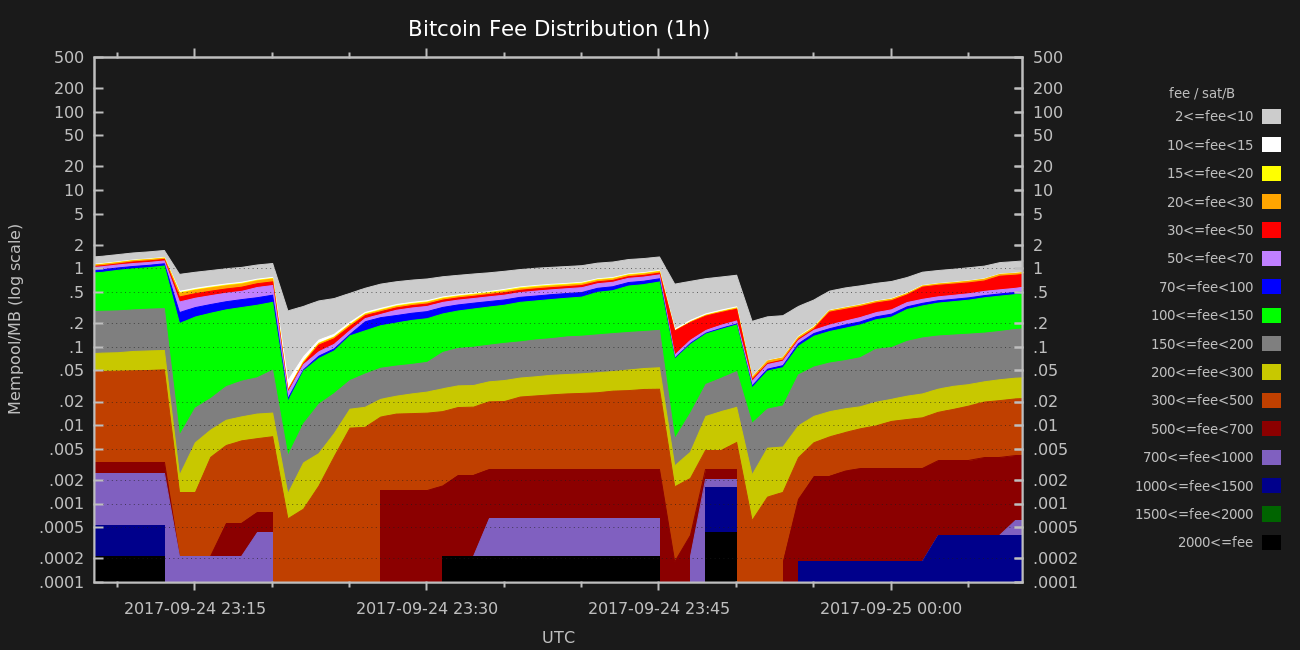 Bitcoin Fee Distribution (1h)
Mempool/MB (log scale)
500
200
100
50
20
10
5
2
1
.5
.2
.1
.05
.02
.01
.005
.002
.001
.0005
.0002
.0001
500
200
100
50
20
10
5
2
1
.5
.2
.1
.05
.02
.01
.005
.002
.001
.0005
.0002
.0001
2017-09-24 23:15
2017-09-24 23:30
2017-09-24 23:45
2017-09-25 00:00
UTC
fee / sat/B
2<=fee<10
10<=fee<15
15<=fee<20
20<=fee<30
30<=fee<50
50<=fee<70
70<=fee<100
100<=fee<150
150<=fee<200
200<=fee<300
300<=fee<500
500<=fee<700
700<=fee<1000
1000<=fee<1500
1500<=fee<2000
2000<=fee